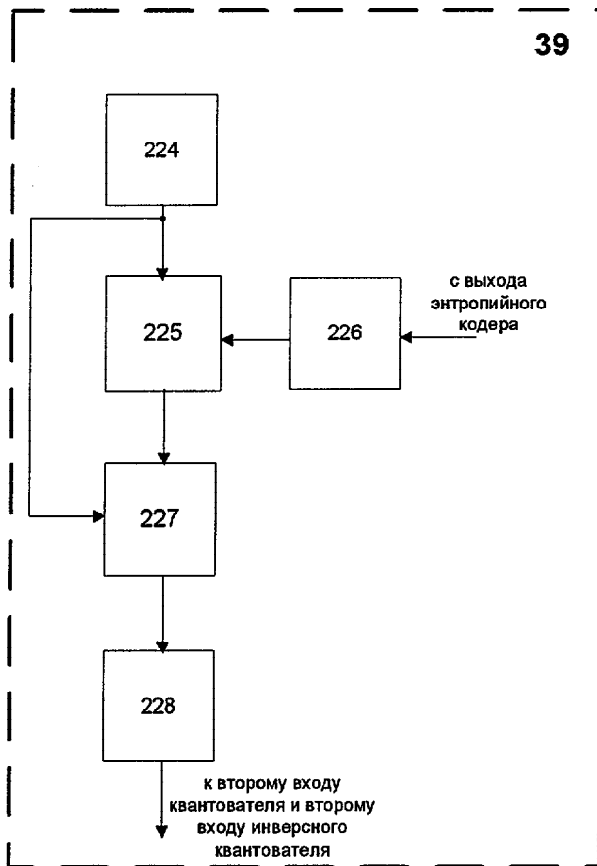 39
224
225
226
с выхода
энтропийного
кодера
227
228
к второму входу
квантователя и второму
входу инверсного
квантователя